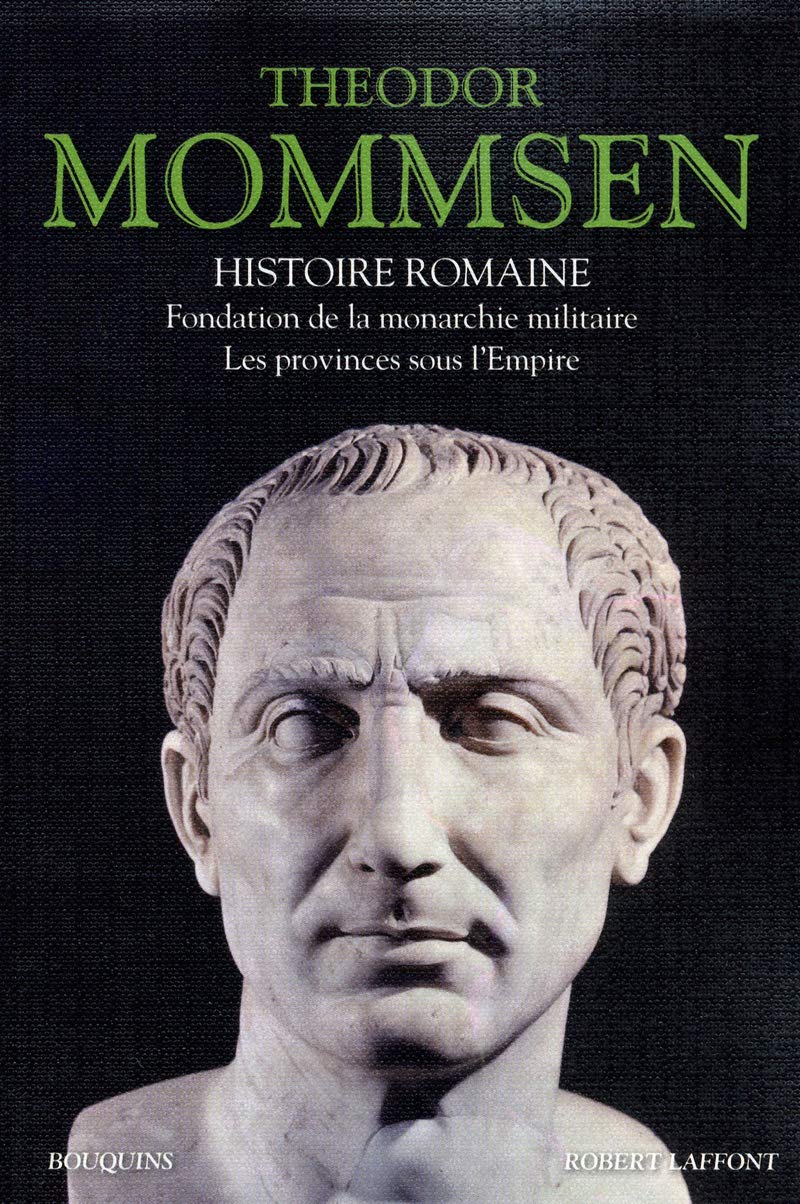 THEODOR
MOMMSEN
HISTOIRE ROMAINE
Fondation de la monarchie militaire
Les provinces sous l'Empire
BOUQUINS
ROBERT LAFFONT